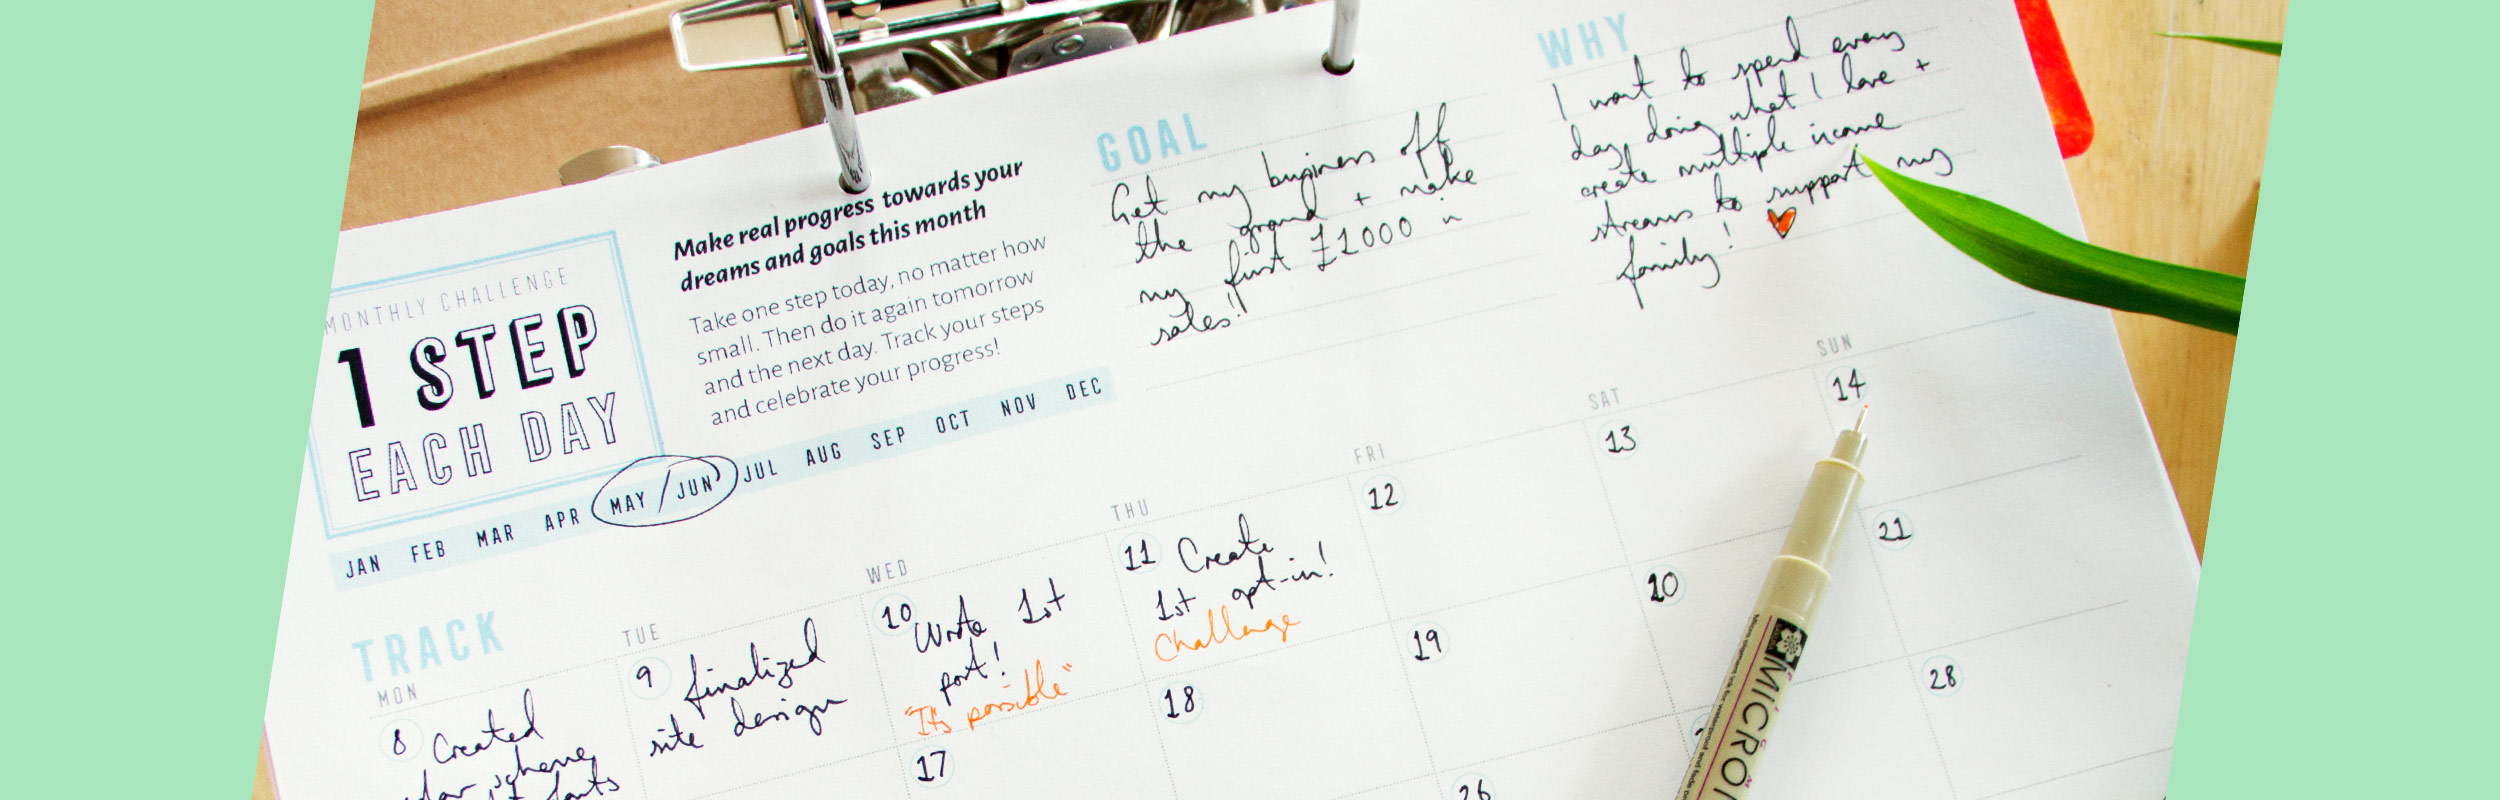 MONTHLY CHALLENGE
1 STEP
EACH DAY
Make real progress towards your
dreams and goals this month
Take one step today, no matter how
small. Then do it again tomorrow
and the next day. Track your steps
and celebrate your progress!
JAN FEB MAR APR MAY / JUN JUL AUG SEP OCT NOV DEC
GOAL
Get my business off
the ground + make
my first £1000 in
sales!!
WHY
I want to spend every
day doing what I love +
create multiple income
streams to support my
family!
TRACK
MON
8 Created
scheme
fonts
TUE
9 finalized
site design
WED
10 Wrote 1st
post!
"It's possible"
17
THU
11 Create
1st opt-in!
Challenge
18
FRI
12
19
26
SAT
13
20
SUN
14
21
28
MICRON